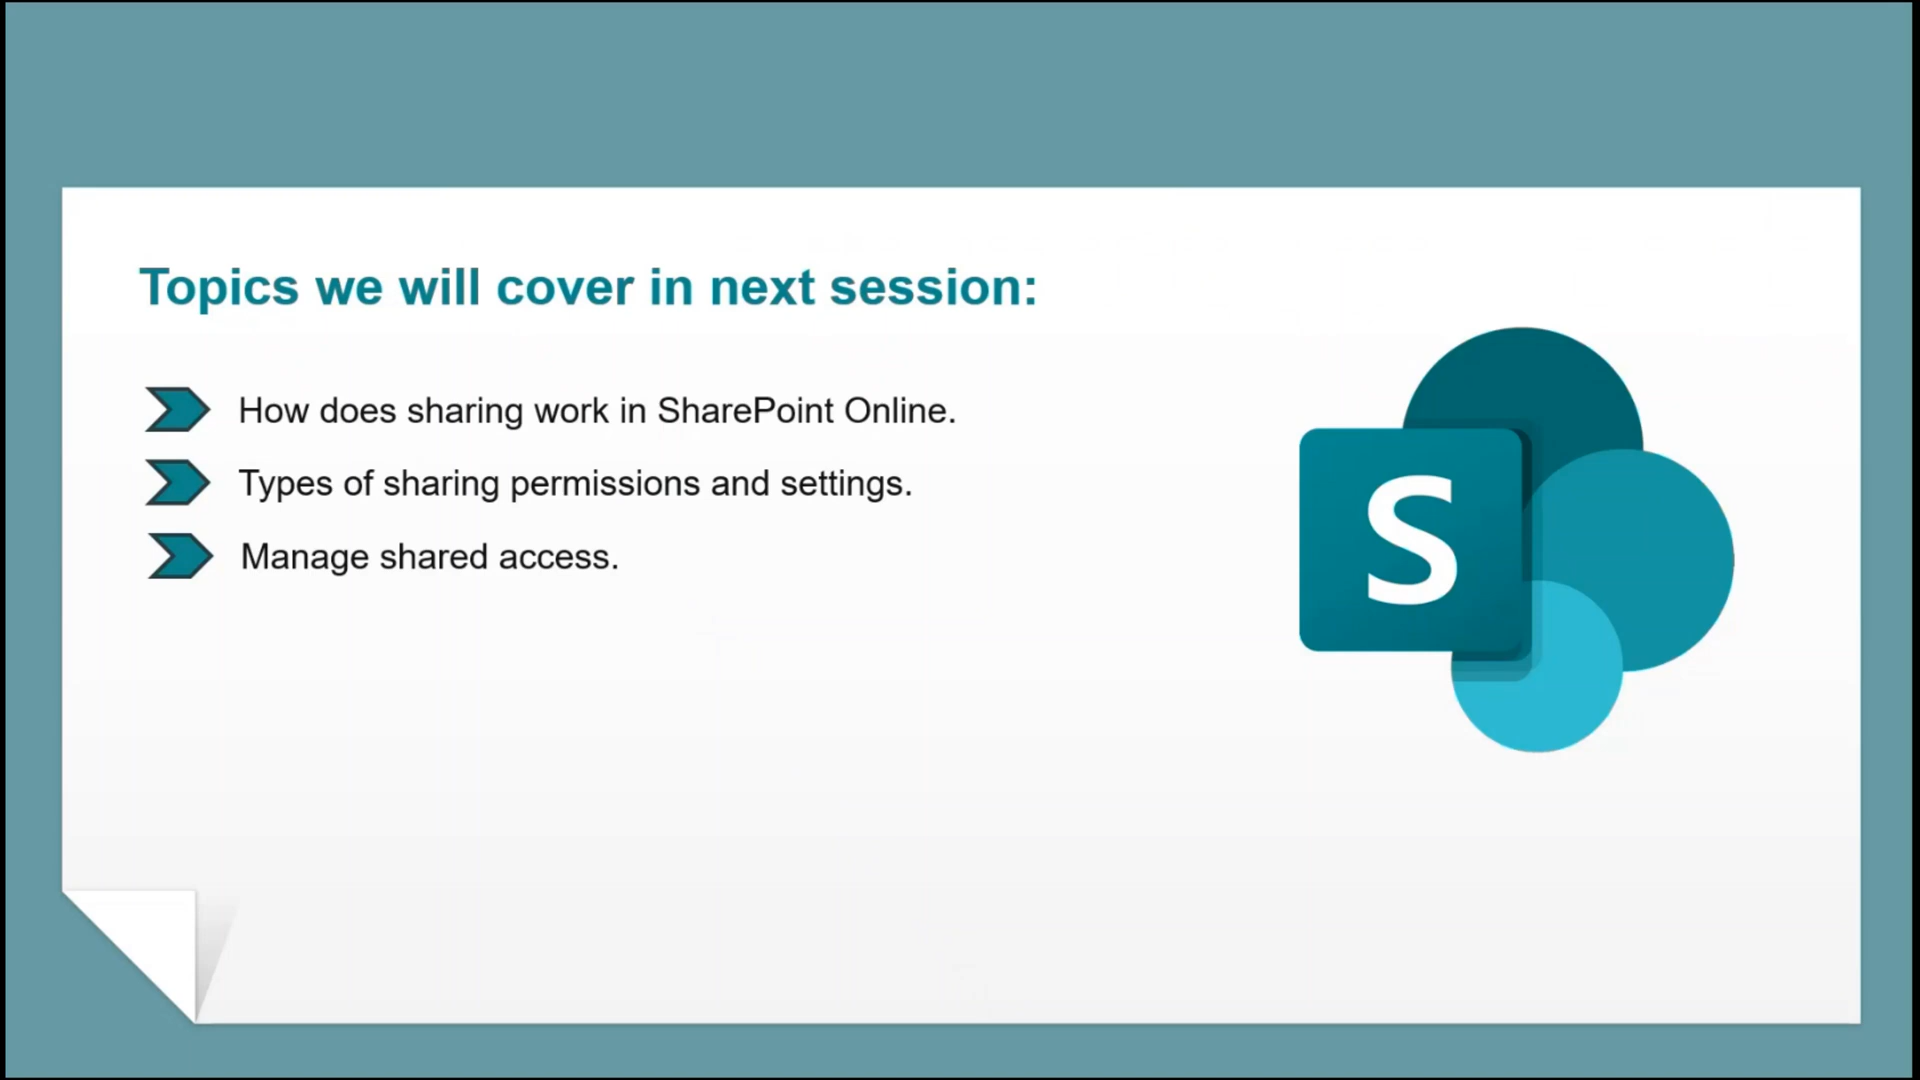 Topics we will cover in next session:
How does sharing work in SharePoint Online.
Types of sharing permissions and settings.
Manage shared access.
S